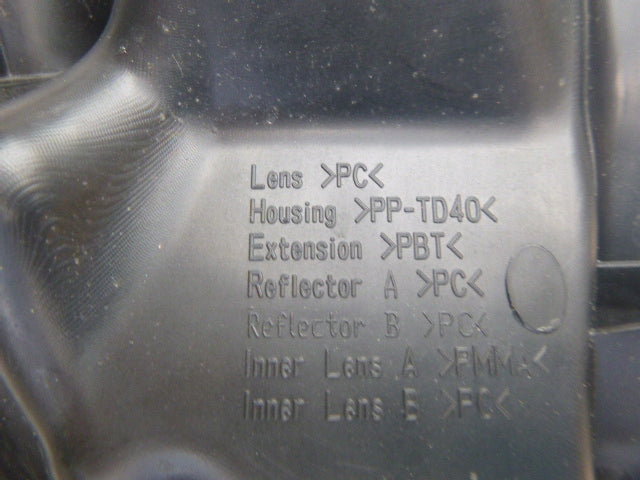 Lens >PC<
Housing >PP-TD40<
Extension >PBT<
Reflector A >PC<
Reflector B >PC<
Inner Lens A >PMMA<
Inner Lens B >PC<